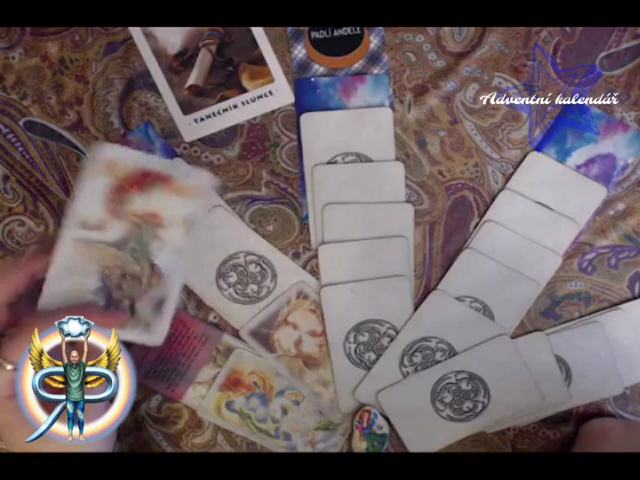 PADLÍ ANDĚLÉ
Adventní kalendář
· TANEČNÍK SLUNCE ·